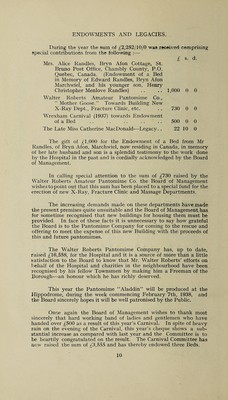 ENDOWMENTS AND LEGACIES.
During the year the sum of £2,282/10/0 was received comprising
special contributions from the following :—
£ s. d.
Mrs. Alice Randles, Bryn Afon Cottage, St.
Bruno Post Office, Chambly County, P.O.
Quebec, Canada. (Endowment of a Bed
in Memory of Edward Randles, Bryn Afon
Marchwiel, and his younger son, Henry
Christopher Menlove Randles) 1,000 0 0
Walter Roberts Amateur Pantomime Co.,
"Mother Goose." Towards Building New
X-Ray Dept., Fracture Clinic, etc. 730 0 0
Wrexham Carnival (1937) towards Endowment
of a Bed .. .. .. .. 500 0 0
The Late Miss Catherine MacDonald—Legacy.. 22 10 0
The gift of £1,000 for the Endowment of a Bed from Mr
Randles, of Bryn Afon, Marchwiel, now residing in Canada, in memory
of her late husband and son is a splendid testimony to the work done
by the Hospital in the past and is cordially acknowledged by the Board
of Management.
In calling special attention to the sum of £730 raised by the
Walter Roberts Amateur Pantomime Co. the Board of Management
wishes to point out that this sum has been placed to a special fund for the
erection of new X-Ray, Fracture Clinic and Massage Departments.
The increasing demands made on these departments have made
the present premises quite unsuitable and the Board of Management has
for sometime recognised that new buildings for housing them must be
provided. In face of these facts it is unnecessary to say how grateful
the Board is to the Pantomime Company for coming to the rescue and
offering to meet the expense of this new Building with the proceeds of
this and future pantomimes.
The Walter Roberts Pantomime Company has, up to date,
raised £16,558, for the Hospital and it is a source of more than a little
satisfaction to the Board to know that Mr. Walter Roberts' efforts on
behalf of the Hospital and charities in the neighbourhood have been
recognised by his fellow Townsmen by making him a Freeman of the
Borough—an honour which he has richly deserved.
This year the Pantomime "Aladdin" will be produced at the
Hippodrome, during the week commencing February 7th, 1938, and
the Board sincerely hopes it will be well patronised by the Public.
Once again the Board of Management wishes to thank most
sincerely that hard working band of ladies and gentlemen who have
handed over £800 as a result of this year's Carnival. In spite of heavy
rain on the evening of the Carnival, this year's cheque shows a sub-
stantial increase as compared with last year and the Committee is to
be heartily congratulated on the result. The Carnival Committee has
now raised the sum of £3,585 and has thereby endowed three Beds.
10